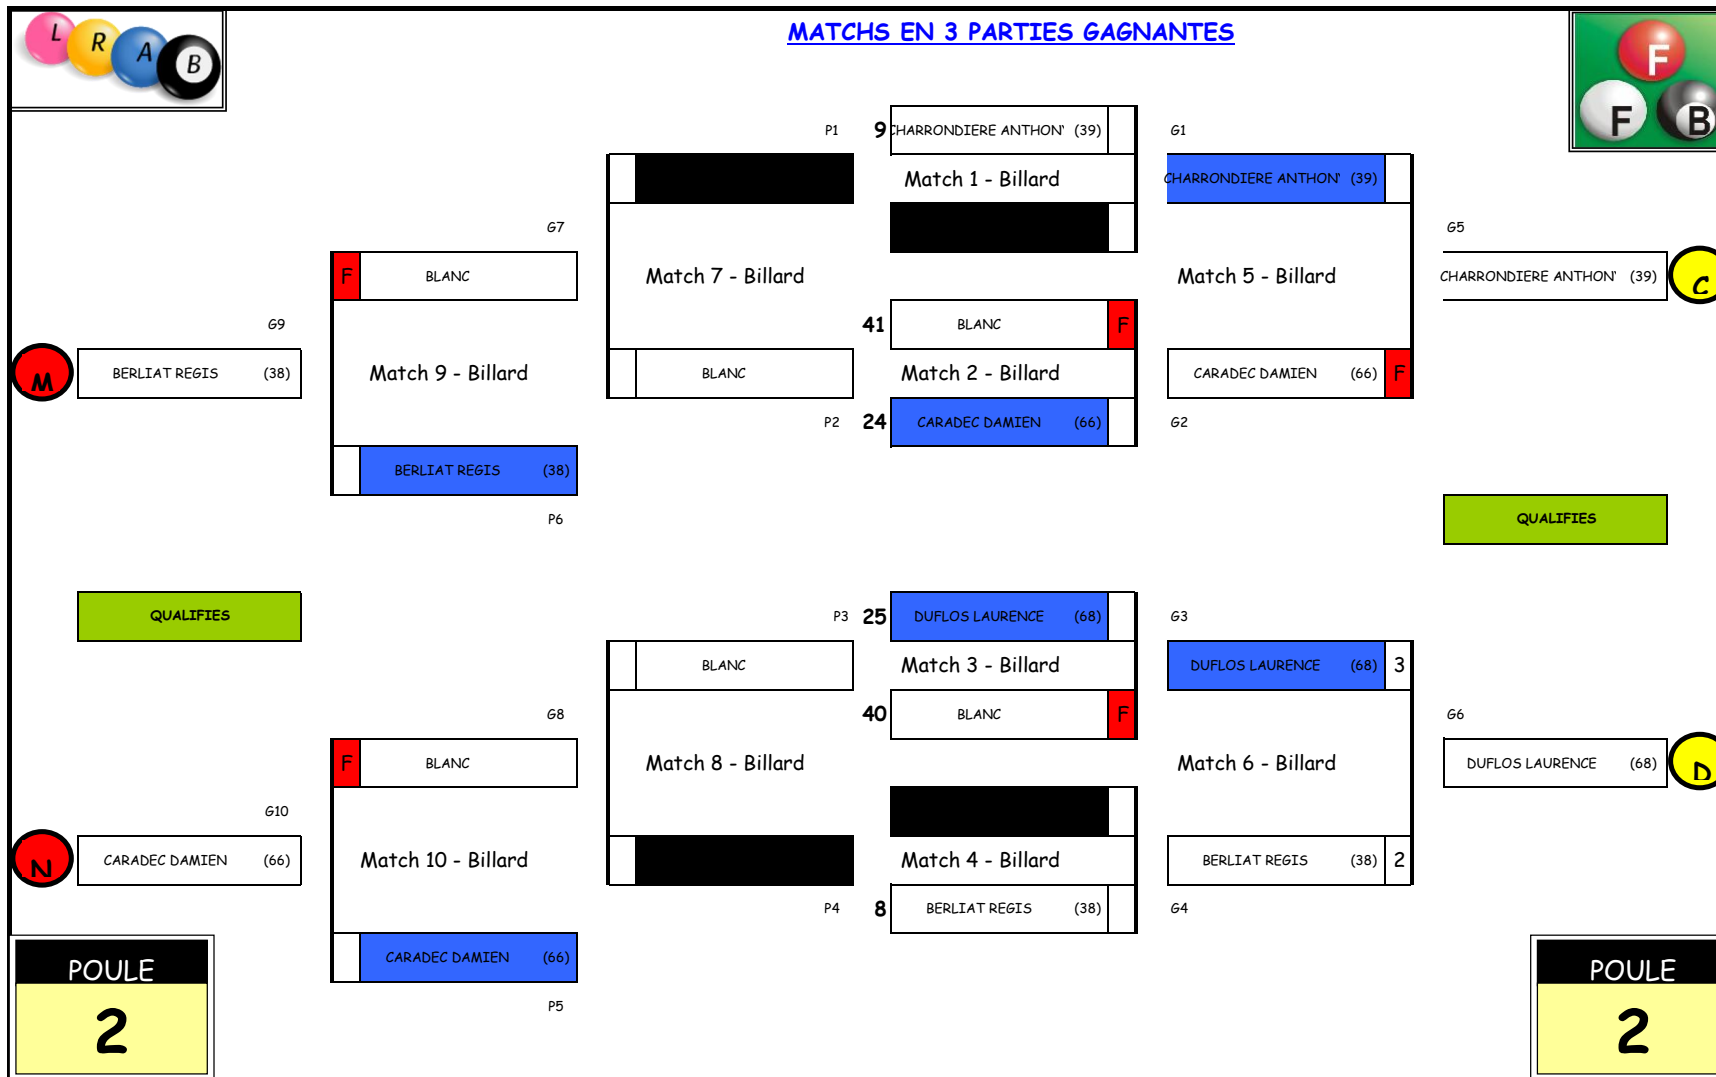 L R A B
MATCHS EN 3 PARTIES GAGNANTES
F
F B
P1 9 CHARRONDIERE ANTHON (39) G1
Match 1 - Billard CHARRONDIERE ANTHON (39)
G7 G5
F BLANC Match 7 - Billard Match 5 - Billard CHARRONDIERE ANTHON (39) C
G9 41 BLANC F
M BERLIAT REGIS (38) Match 9 - Billard BLANC Match 2 - Billard CARADEC DAMIEN (66) F
P2 24 CARADEC DAMIEN (66) G2
BERLIAT REGIS (38)
P6 QUALIFIES
QUALIFIES P3 25 DUFLOS LAURENCE (68) G3
BLANC Match 3 - Billard DUFLOS LAURENCE (68) 3
G8 40 BLANC F G6
F BLANC Match 8 - Billard Match 6 - Billard DUFLOS LAURENCE (68) D
G10
N CARADEC DAMIEN (66) Match 10 - Billard Match 4 - Billard BERLIAT REGIS (38) 2
P4 8 BERLIAT REGIS (38) G4
CARADEC DAMIEN (66)
POULE POULE
P5
2 2